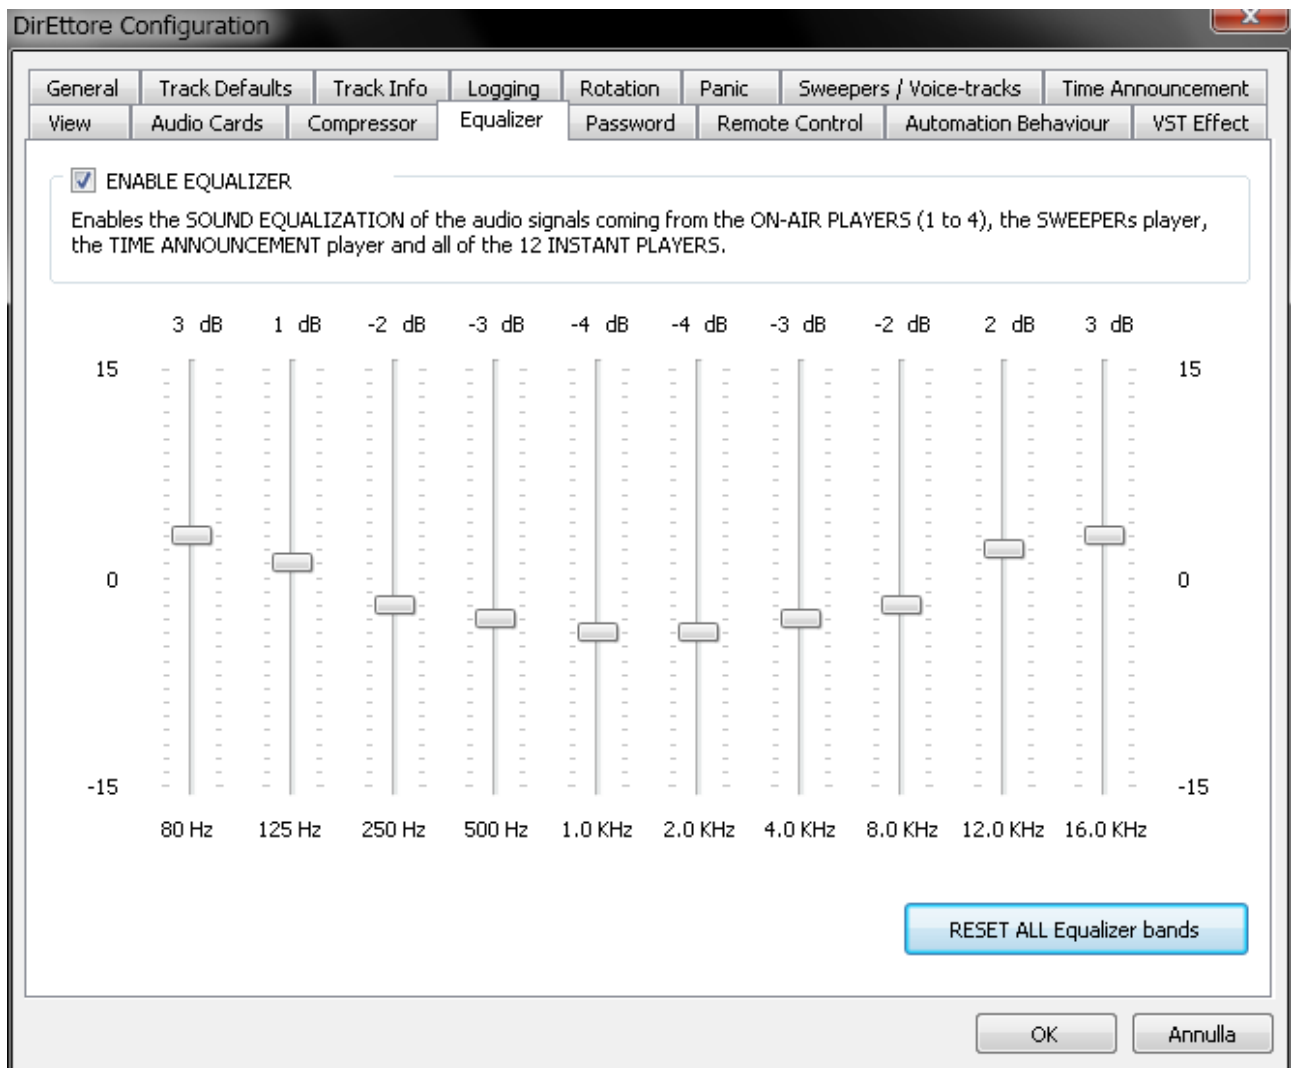 DirEttore Configuration
General Track Defaults Track Info Logging Rotation Panic Sweepers / Voice-tracks Time Announcement
View Audio Cards Compressor Equalizer Password Remote Control Automation Behaviour VST Effect
ENABLE EQUALIZER
Enables the SOUND EQUALIZATION of the audio signals coming from the ON-AIR PLAYERS (1 to 4), the SWEEPERs player,
the TIME ANNOUNCEMENT player and all of the 12 INSTANT PLAYERS.
3 dB 1 dB -2 dB -3 dB -4 dB -4 dB -3 dB -2 dB 2 dB 3 dB
15 15
0 0
-15 -15
80 Hz 125 Hz 250 Hz 500 Hz 1.0 KHz 2.0 KHz 4.0 KHz 8.0 KHz 12.0 KHz 16.0 KHz
RESET ALL Equalizer bands
OK Annulla